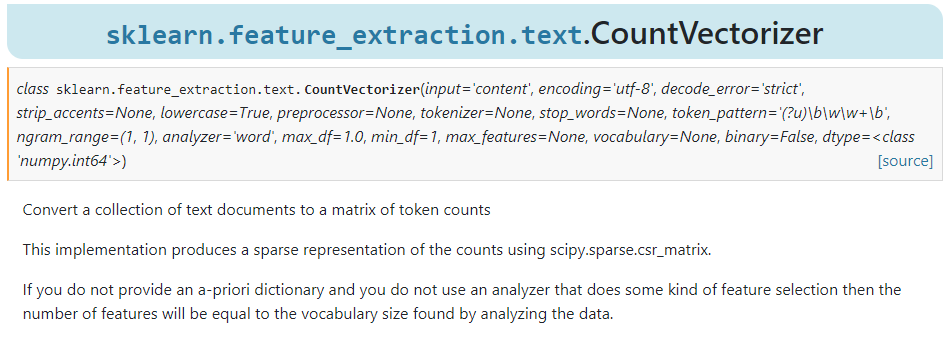 sklearn.feature_extraction.text.CountVectorizer
class sklearn.feature_extraction.text.CountVectorizer(input='content', encoding='utf-8', decode_error='strict',
strip_accents=None, lowercase=True, preprocessor=None, tokenizer=None, stop_words=None, token_pattern='(?u)\b\w\w+\b',
ngram_range=(1, 1), analyzer='word', max_df=1.0, min_df=1, max_features=None, vocabulary=None, binary=False, dtype=<class
'numpy.int64'>) [source]
Convert a collection of text documents to a matrix of token counts
This implementation produces a sparse representation of the counts using scipy.sparse.csr_matrix.
If you do not provide an a-priori dictionary and you do not use an analyzer that does some kind of feature selection then the
number of features will be equal to the vocabulary size found by analyzing the data.